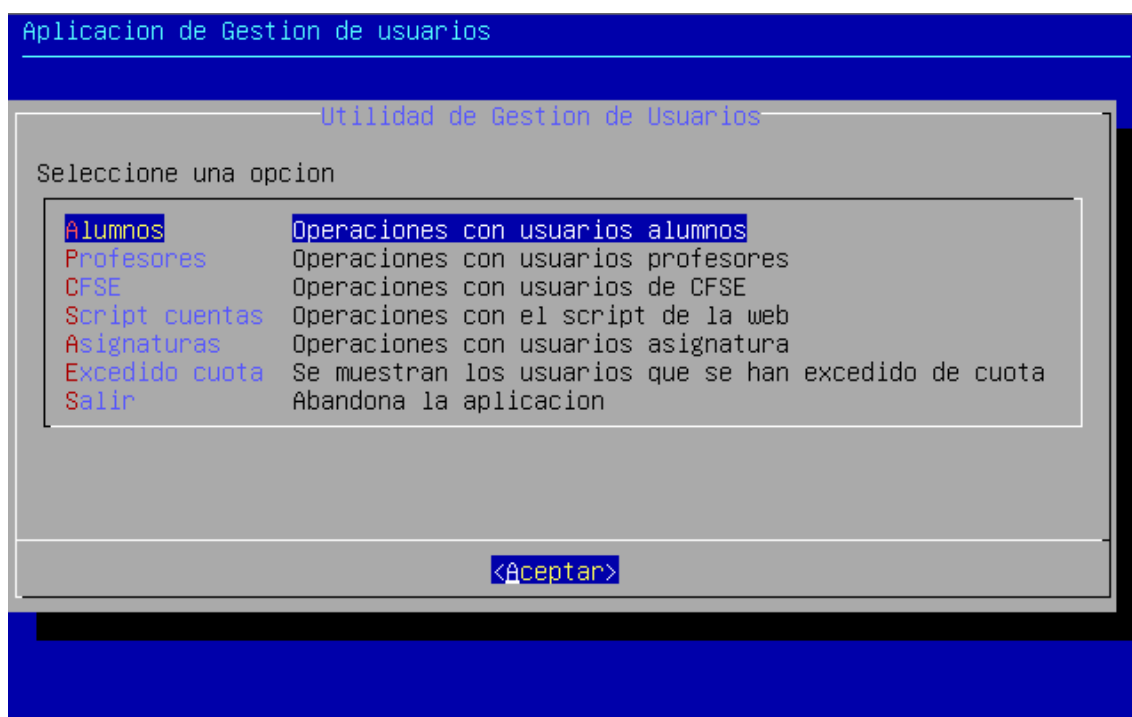 Aplicacion de Gestion de usuarios
Utilidad de Gestion de Usuarios
Seleccione una opcion
Alumnos Operaciones con usuarios alumnos
Profesores Operaciones con usuarios profesores
CFSE Operaciones con usuarios de CFSE
Script cuentas Operaciones con el script de la web
Asignaturas Operaciones con usuarios asignatura
Excedido cuota Se muestran los usuarios que se han excedido de cuota
Salir Abandona la aplicacion
<Aceptar>